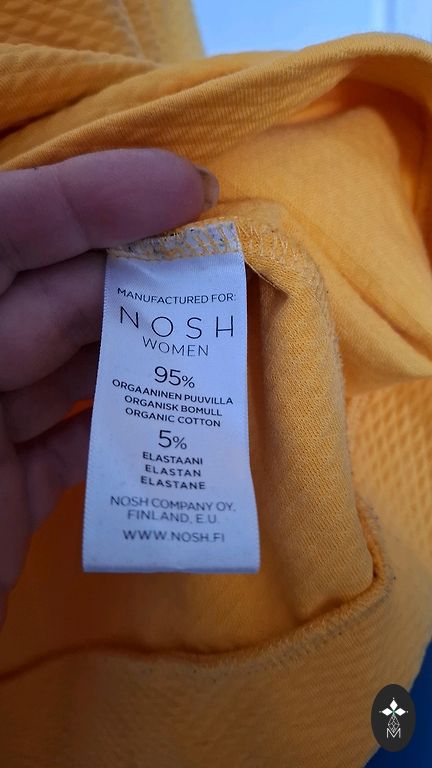 MANUFACTURED FOR:
NOSH
WOMEN
95%
ORGAANINEN PUUVILLA
ORGANISK BOMULL
ORGANIC COTTON
5%
ELASTAANI
ELASTAN
ELASTANE
NOSH COMPANY OY.
FINLAND, E.U.
WWW.NOSH.FI
M